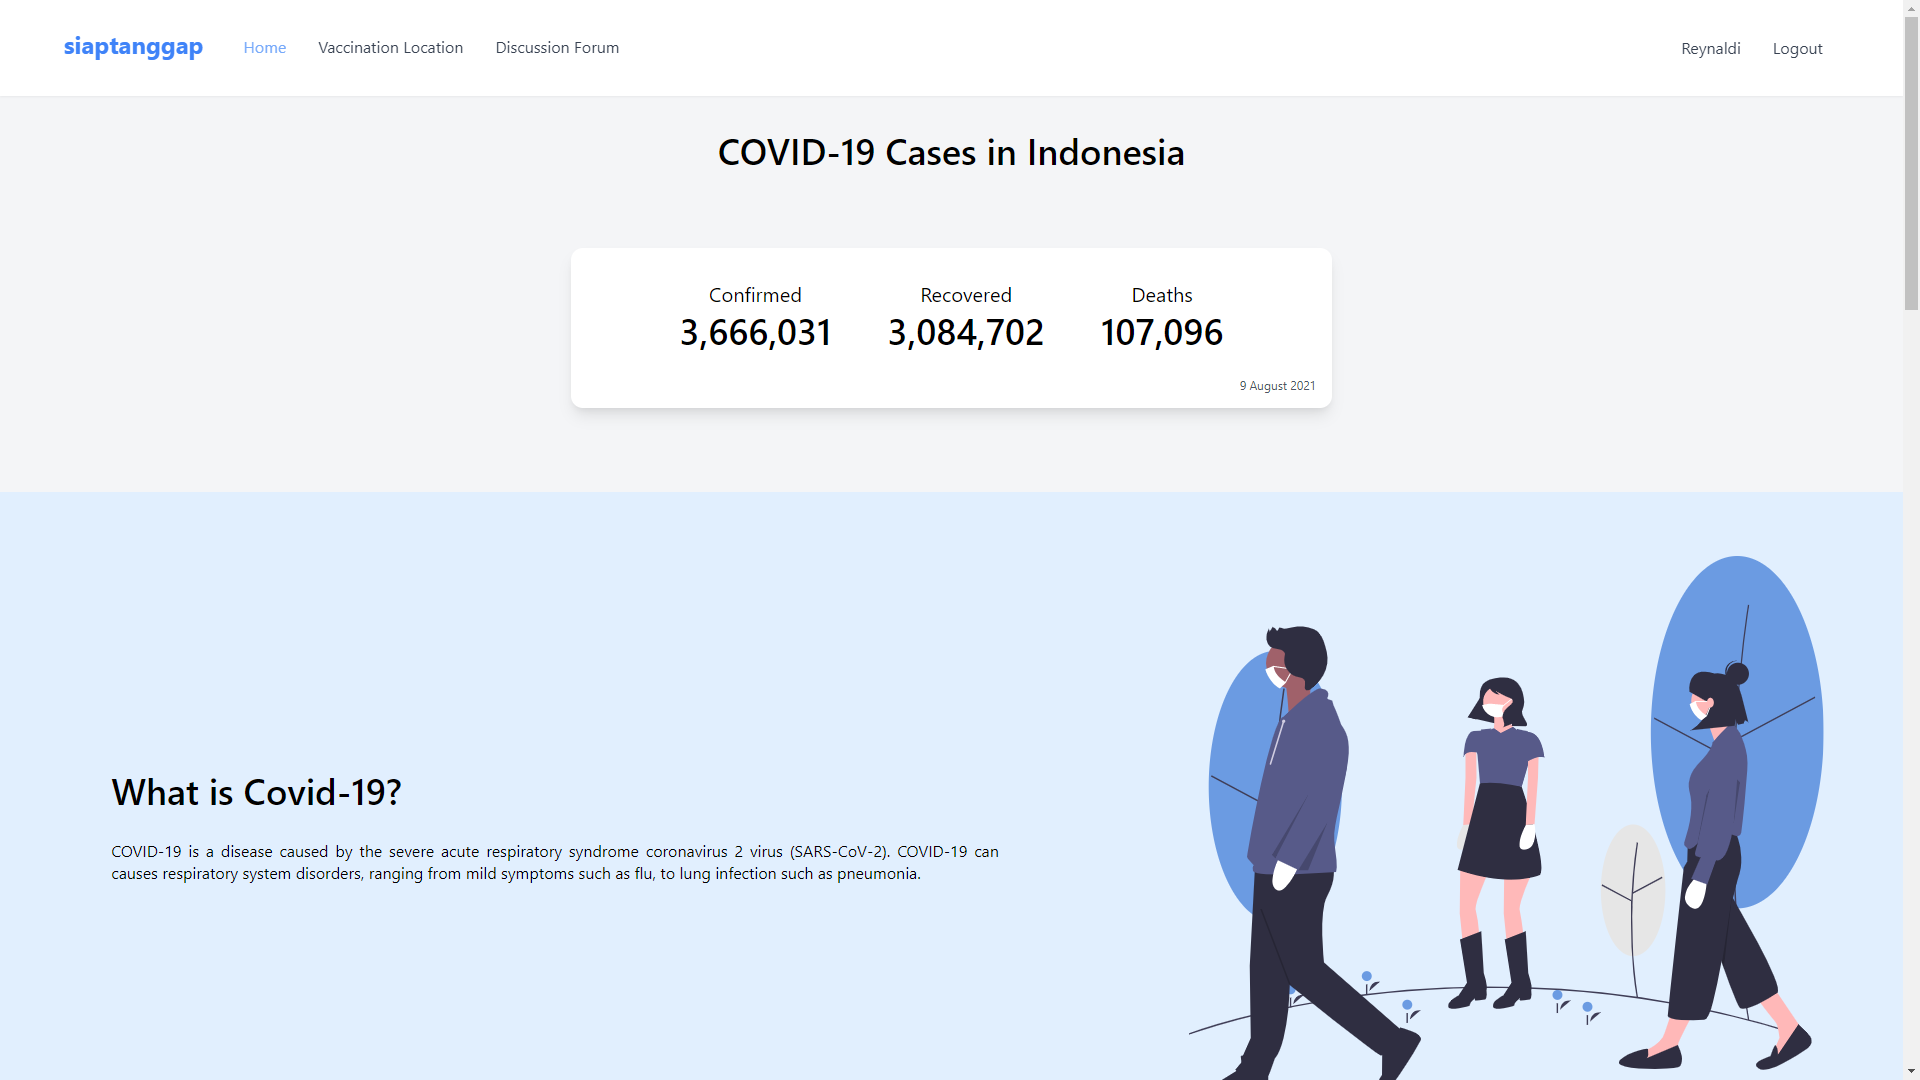 siaptanggap Home Vaccination Location Discussion Forum Reynaldi Logout
COVID-19 Cases in Indonesia
Confirmed Recovered Deaths
3,666,031 3,084,702 107,096
9 August 2021
What is Covid-19?
COVID-19 is a disease caused by the severe acute respiratory syndrome coronavirus 2 virus (SARS-CoV-2). COVID-19 can
causes respiratory system disorders, ranging from mild symptoms such as flu, to lung infection such as pneumonia.